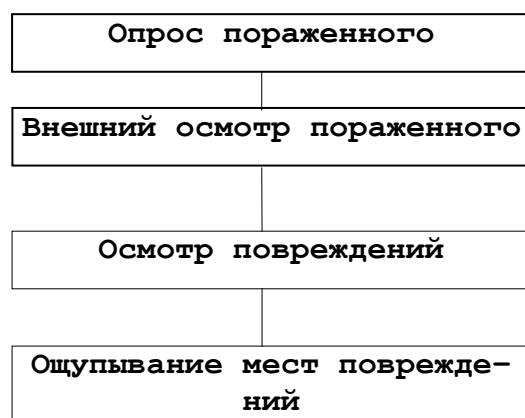 Опрос пораженного
Внешний осмотр пораженного
Осмотр повреждений
Ощупывание мест поврежде-
ний